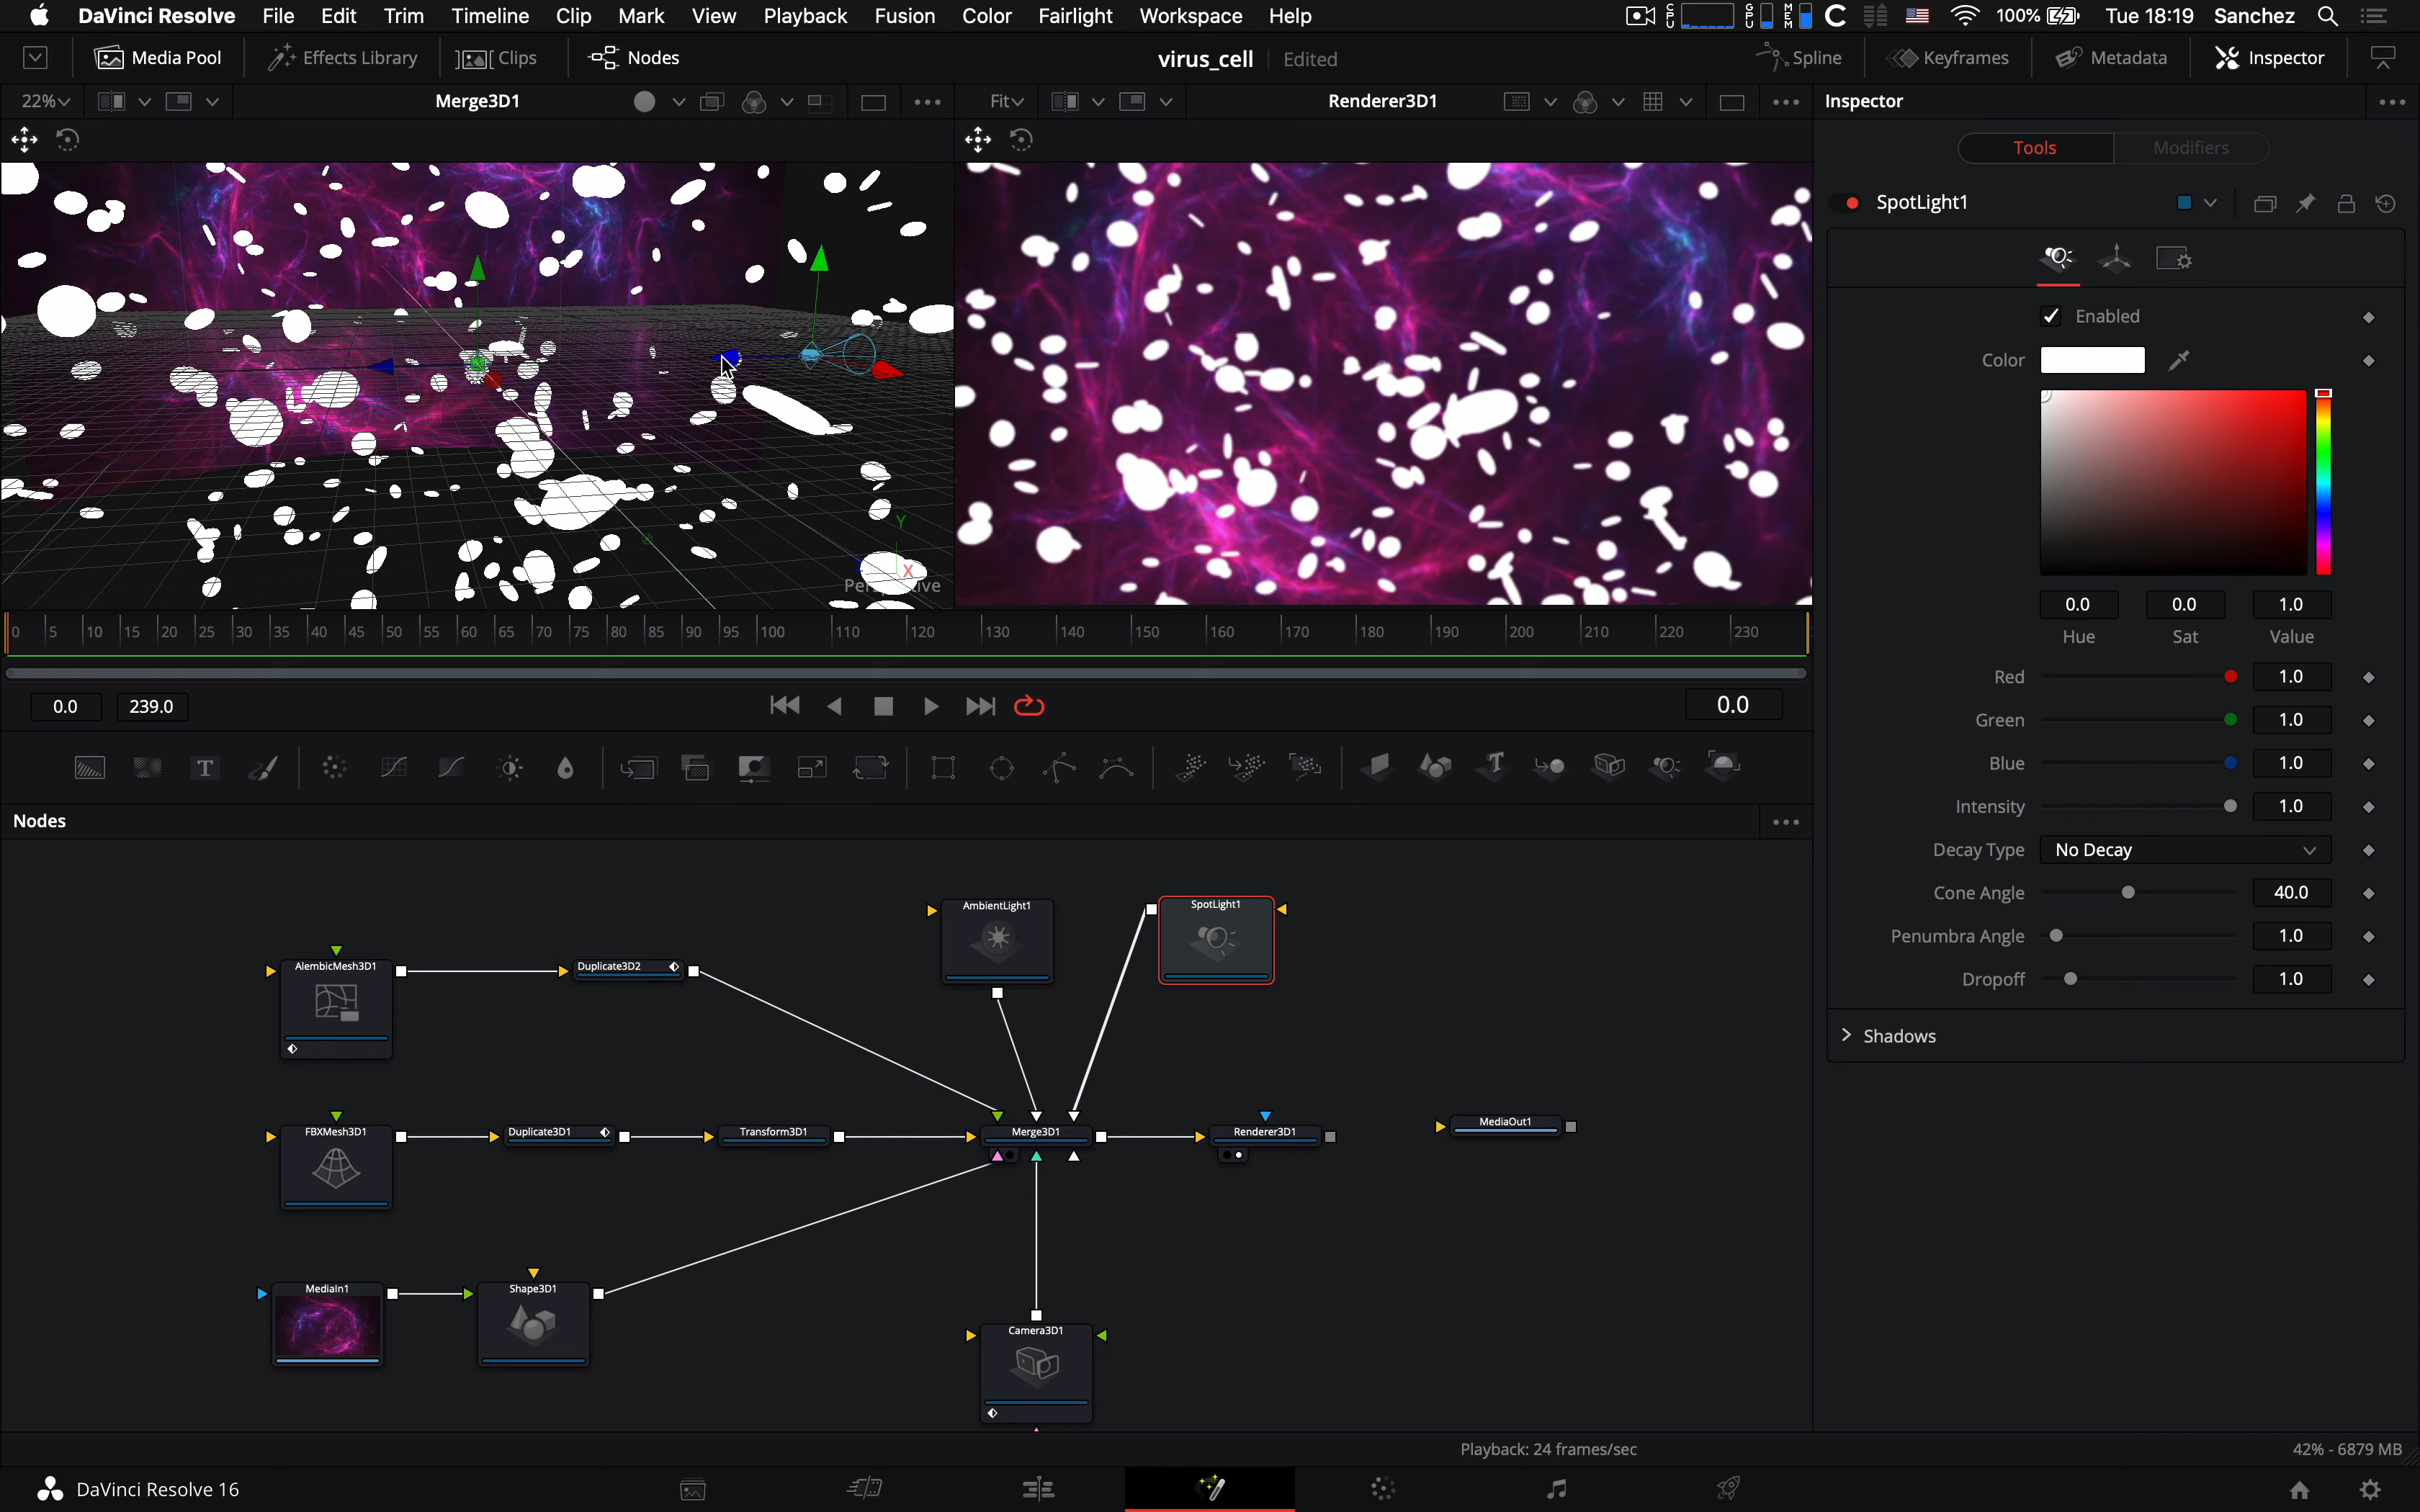 DaVinci Resolve File Edit Trim Timeline Clip Mark View Playback Fusion Color Fairlight Workspace Help CPU GPU MEM 100% Tue 18:19 Sanchez
Media Pool Effects Library Clips Nodes virus_cell Edited Spline Keyframes Metadata Inspector
22% Merge3D1 Fit Renderer3D1 Inspector
Tools Modifiers
SpotLight1
Enabled
Color
Y
X
0.0 0.0 1.0
Hue Sat Value
0 5 10 15 20 25 30 35 40 45 50 55 60 65 70 75 80 85 90 95 100 110 120 130 140 150 160 170 180 190 200 210 220 230
Red 1.0
0.0 239.0 0.0
Green 1.0
Blue 1.0
Intensity 1.0
Nodes
Decay Type No Decay
Cone Angle 40.0
Penumbra Angle 1.0
Dropoff 1.0
Shadows
AmbientLight1 SpotLight1
AlembicMesh3D1 Duplicate3D2
FBXMesh3D1 Duplicate3D1 Transform3D1 Merge3D1 Renderer3D1 MediaOut1
MediaIn1 Shape3D1
Camera3D1
Playback: 24 frames/sec 42% - 6879 MB
DaVinci Resolve 16